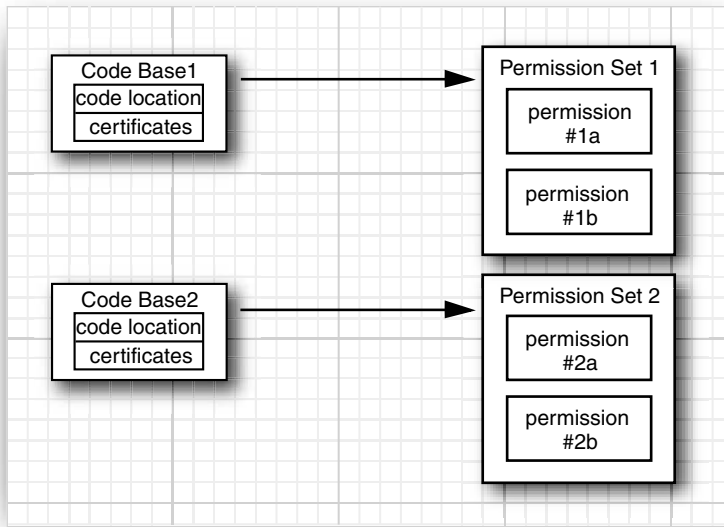 Code Base1
code location
certificates
Permission Set 1
permission
#1a
permission
#1b
Code Base2
code location
certificates
Permission Set 2
permission
#2a
permission
#2b